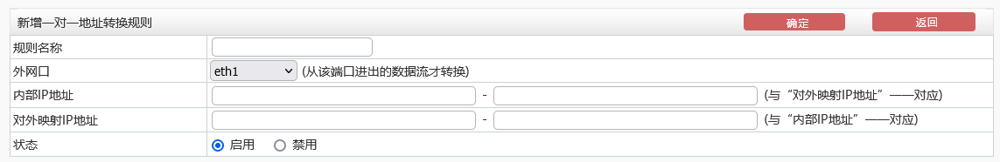 新增一对一地址转换规则 确定 返回
规则名称
外网口 eth1 (从该端口进出的数据流才转换)
内部IP地址 - (与“对外映射IP地址”一一对应)
对外映射IP地址 - (与“内部IP地址”一一对应)
状态 启用 禁用